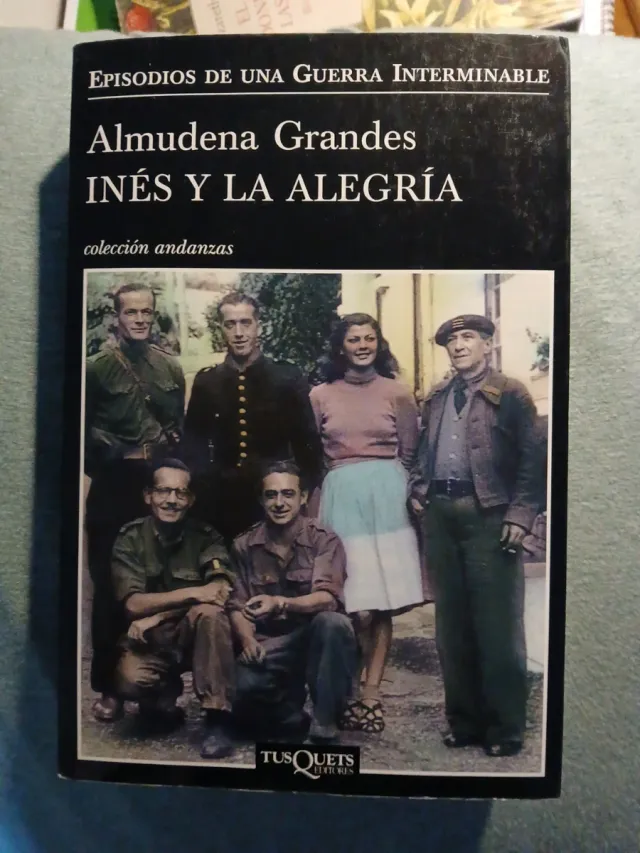 EPISODIOS DE UNA GUERRA INTERMINABLE
Almudena Grandes
INÉS Y LA ALEGRÍA
colección andanzas
TUSQUETS
EDITORES